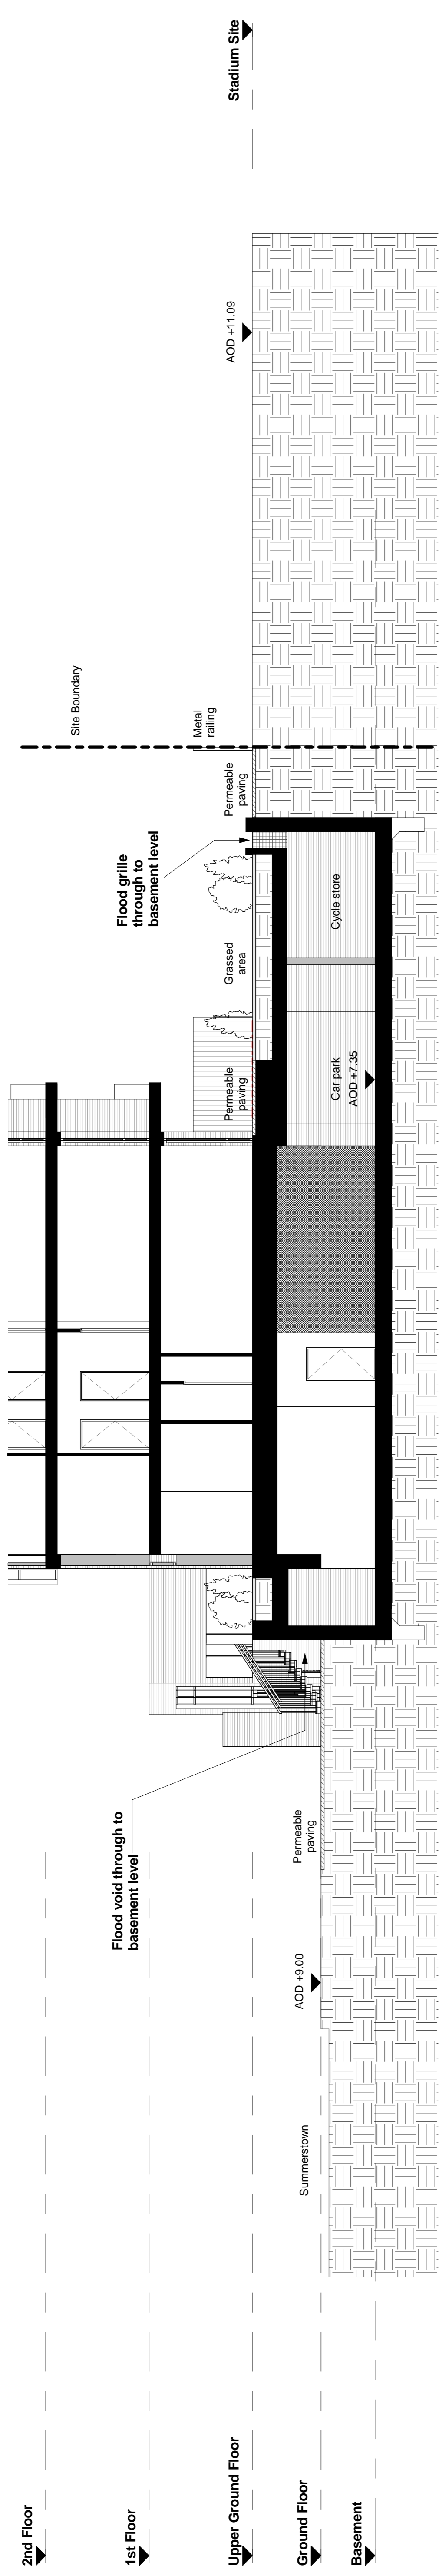 2nd Floor
1st Floor
Upper Ground Floor
Ground Floor
Basement
Summerstown
AOD +9.00
Flood void through to
basement level
Permeable
paving
Car park
AOD +7.35
Permeable
paving
Grassed
area
Cycle store
Flood grille
through to
basement level
Permeable
paving
Metal
railing
Site Boundary
AOD +11.09
Stadium Site